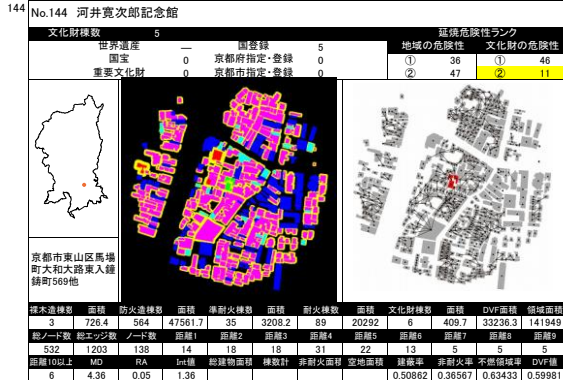 144
No.144 河井寛次郎記念館
文化財棟数 5 延焼危険性ランク
世界遺産 ― 国登録 5 地域の危険性 文化財の危険性
国宝 0 京都府指定・登録 0 ① 36 ① 46
重要文化財 0 京都市指定・登録 0 ② 47 ② 11
京都市東山区馬場
町大和大路東入鐘
鋳町569他
裸木造棟数 面積 防火造棟数 面積 準耐火棟数 面積 耐火棟数 面積 文化財棟数 面積 DVF面積 領域面積
3 726.4 564 47561.7 35 3208.2 89 20292 6 409.7 33236.3 141949
総ノード数 総エッジ数 ノード数 距離1 距離2 距離3 距離4 距離5 距離6 距離7 距離8 距離9
532 1203 138 14 18 18 31 22 13 5 5 5
距離10以上 MD RA Int値 総建物面積 棟数計 非耐火面積 空地面積 建蔽率 非耐火率 不燃領域率 DVF値
6 4.36 0.05 1.36 0.50862 0.36567 0.63433 0.59981